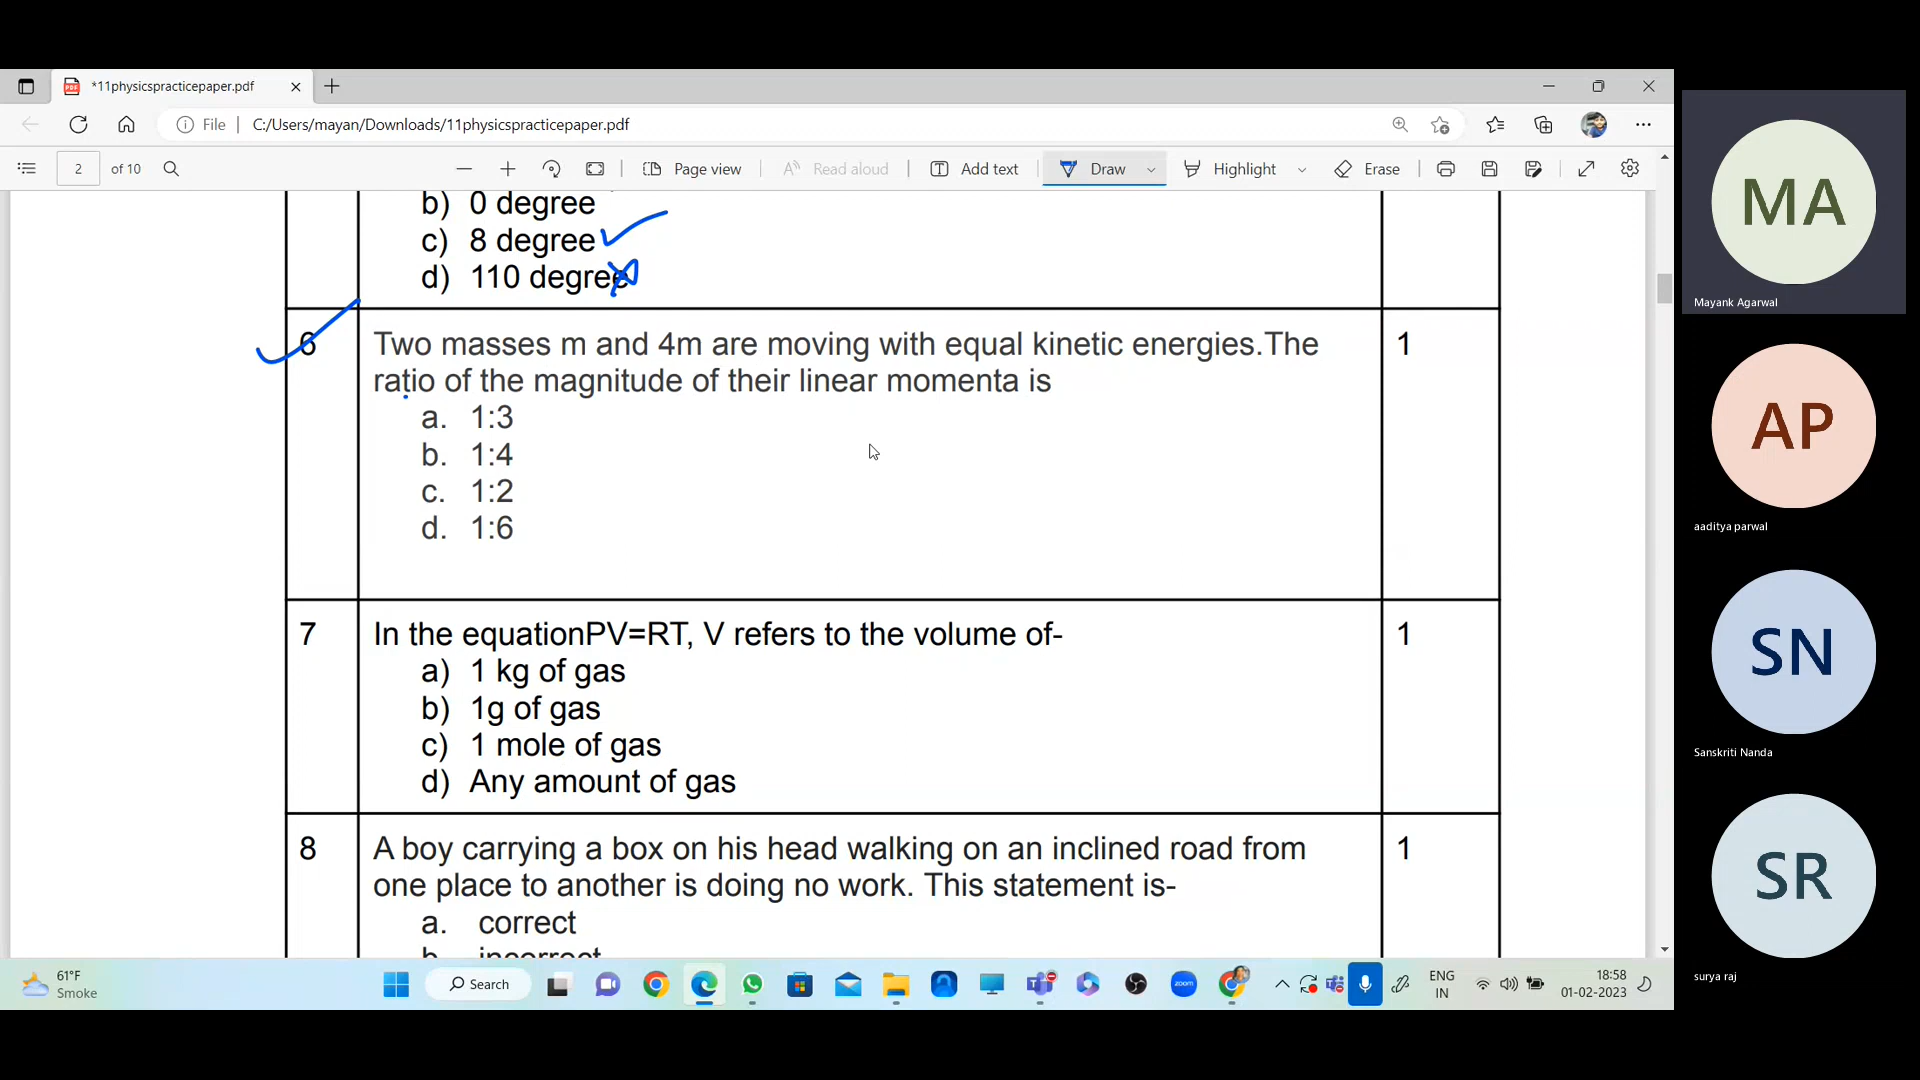 *11physicspracticepaper.pdf
File
C:/Users/mayan/Downloads/11physicspracticepaper.pdf
2 of 10
Page view
Read aloud
Add text
Draw
Highlight
Erase
b) 0 degree
c) 8 degree
d) 110 degree
6 Two masses m and 4m are moving with equal kinetic energies.The 1
ratio of the magnitude of their linear momenta is
a. 1:3
b. 1:4
c. 1:2
d. 1:6
7 In the equationPV=RT, V refers to the volume of- 1
a) 1 kg of gas
b) 1g of gas
c) 1 mole of gas
d) Any amount of gas
8 A boy carrying a box on his head walking on an inclined road from 1
one place to another is doing no work. This statement is-
a. correct
b. incorrect
MA
Mayank Agarwal
AP
aaditya parwal
SN
Sanskriti Nanda
SR
surya raj
61°F
Smoke
Search
zoom
ENG
IN
18:58
01-02-2023